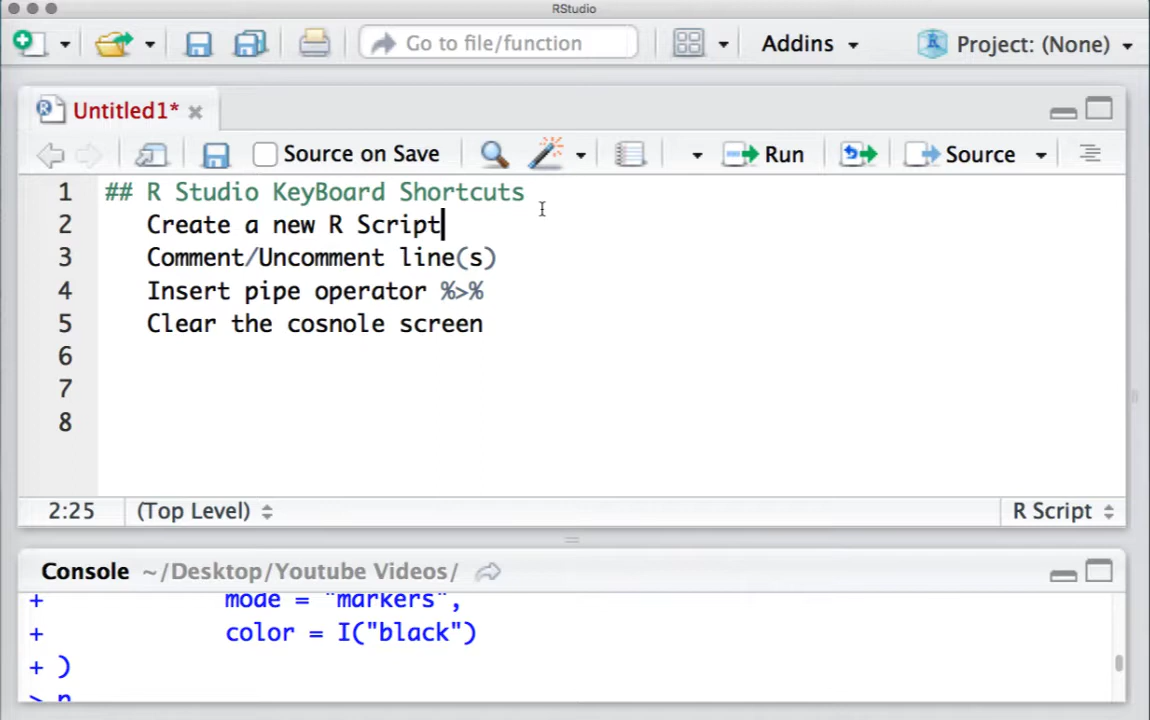 RStudio
Go to file/function
Addins
Project: (None)
Untitled1*
Source on Save
Run
Source
1 ## R Studio KeyBoard Shortcuts
2 Create a new R Script
3 Comment/Uncomment line(s)
4 Insert pipe operator %>%
5 Clear the cosnole screen
6
7
8
2:25 (Top Level) R Script
Console ~/Desktop/Youtube Videos/
+ mode = "markers",
+ color = I("black")
+ )